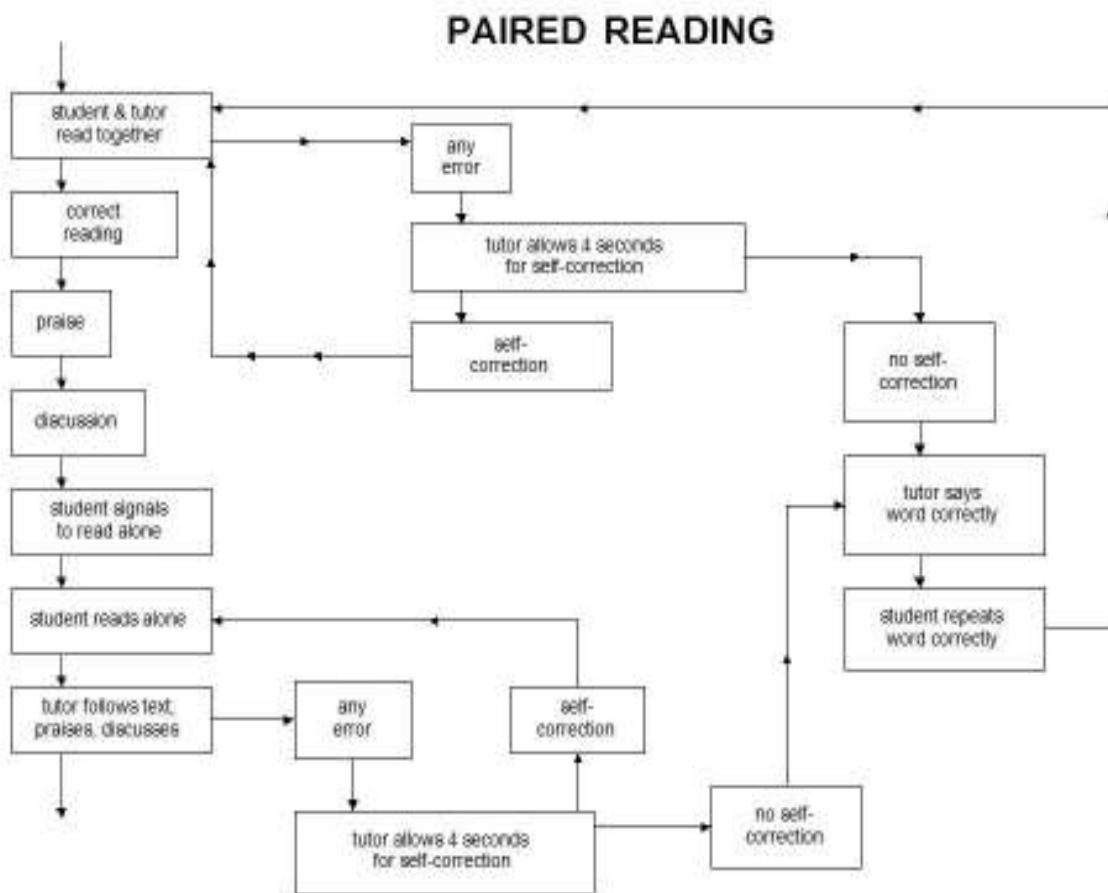 PAIRED READING
student & tutor
read together
any
error
correct
reading
tutor allows 4 seconds
for self-correction
praise
self-
correction
no self-
correction
discussion
tutor says
word correctly
student signals
to read alone
student reads alone
student repeats
word correctly
tutor follows text,
praises, discusses
any
error
self-
correction
tutor allows 4 seconds
for self-correction
no self-
correction